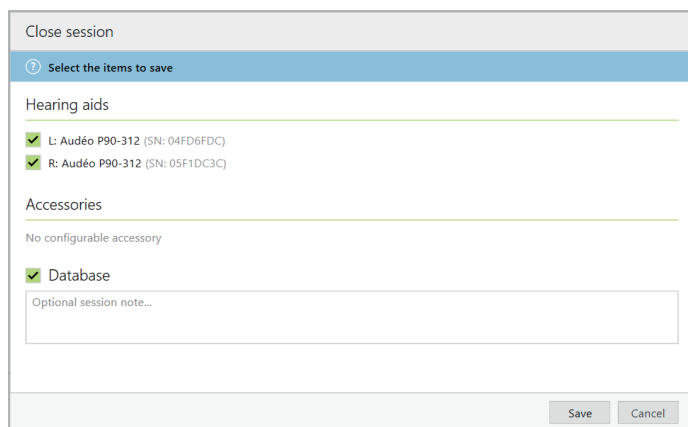 Close session
? Select the items to save
Hearing aids
L: Audéo P90-312 (SN: 04FD6FDC)
R: Audéo P90-312 (SN: 05F1DC3C)
Accessories
No configurable accessory
Database
Optional session note...
Save Cancel